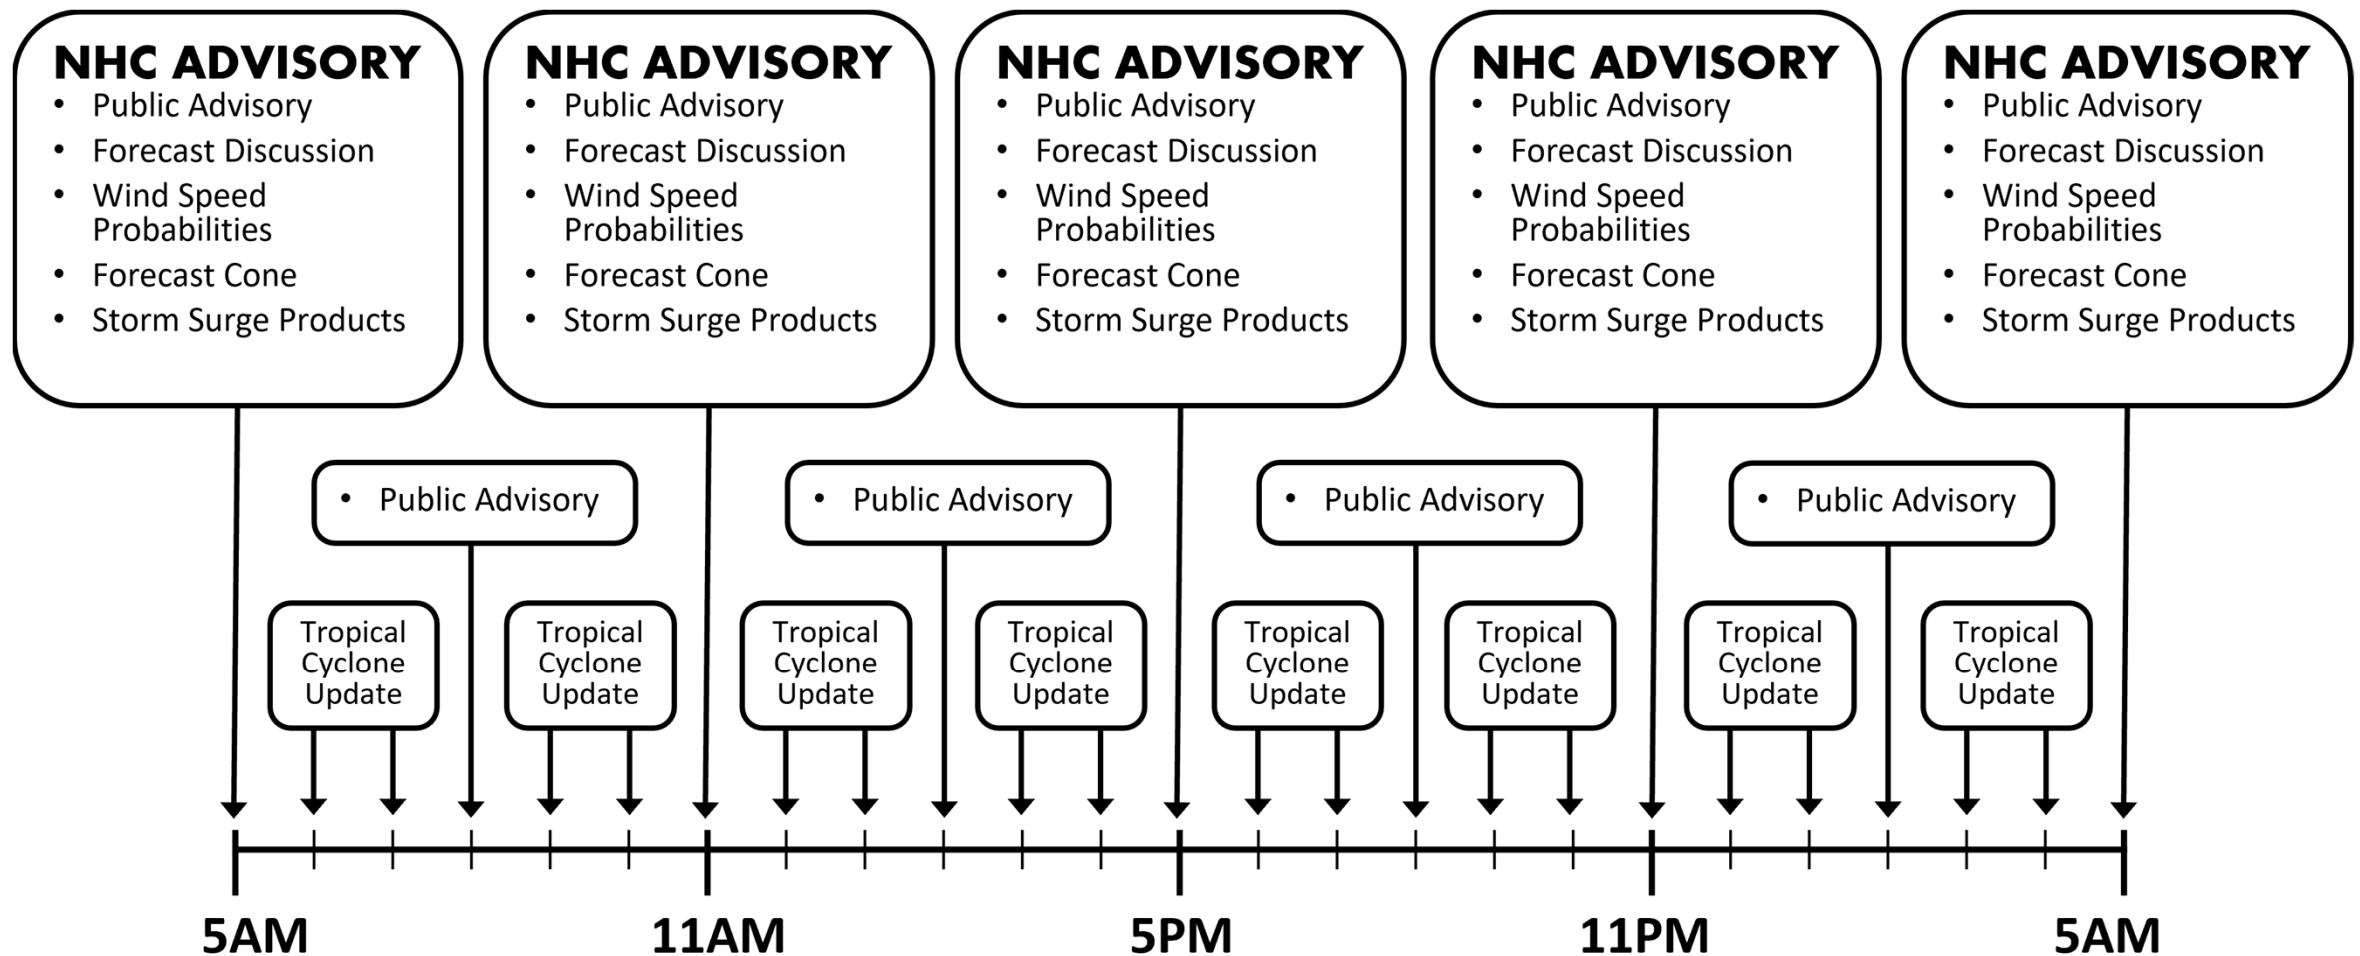 NHC ADVISORY
• Public Advisory
• Forecast Discussion
• Wind Speed
Probabilities
• Forecast Cone
• Storm Surge Products
NHC ADVISORY
• Public Advisory
• Forecast Discussion
• Wind Speed
Probabilities
• Forecast Cone
• Storm Surge Products
NHC ADVISORY
• Public Advisory
• Forecast Discussion
• Wind Speed
Probabilities
• Forecast Cone
• Storm Surge Products
NHC ADVISORY
• Public Advisory
• Forecast Discussion
• Wind Speed
Probabilities
• Forecast Cone
• Storm Surge Products
NHC ADVISORY
• Public Advisory
• Forecast Discussion
• Wind Speed
Probabilities
• Forecast Cone
• Storm Surge Products
• Public Advisory
• Public Advisory
• Public Advisory
• Public Advisory
Tropical
Cyclone
Update
Tropical
Cyclone
Update
Tropical
Cyclone
Update
Tropical
Cyclone
Update
Tropical
Cyclone
Update
Tropical
Cyclone
Update
Tropical
Cyclone
Update
Tropical
Cyclone
Update
5AM
11AM
5PM
11PM
5AM